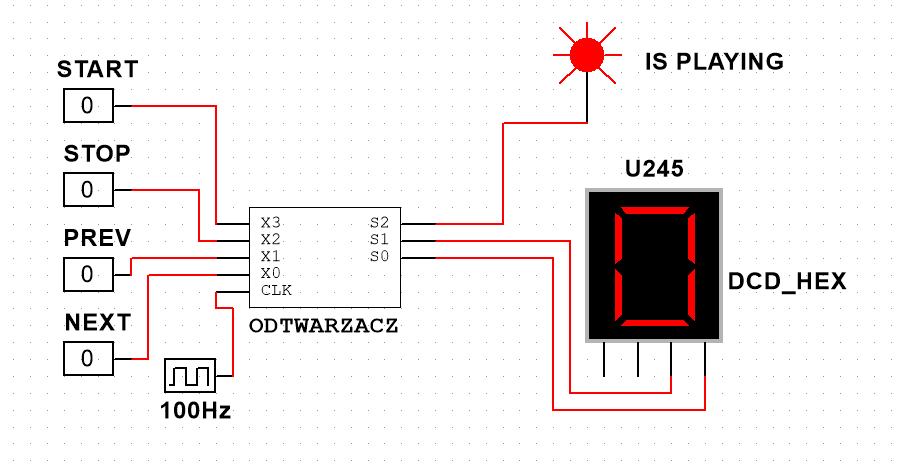 START
0
STOP
0
PREV
0
NEXT
0
100Hz
X3
X2
X1
X0
CLK
S2
S1
S0
ODTWARZACZ
IS PLAYING
U245
0
DCD_HEX